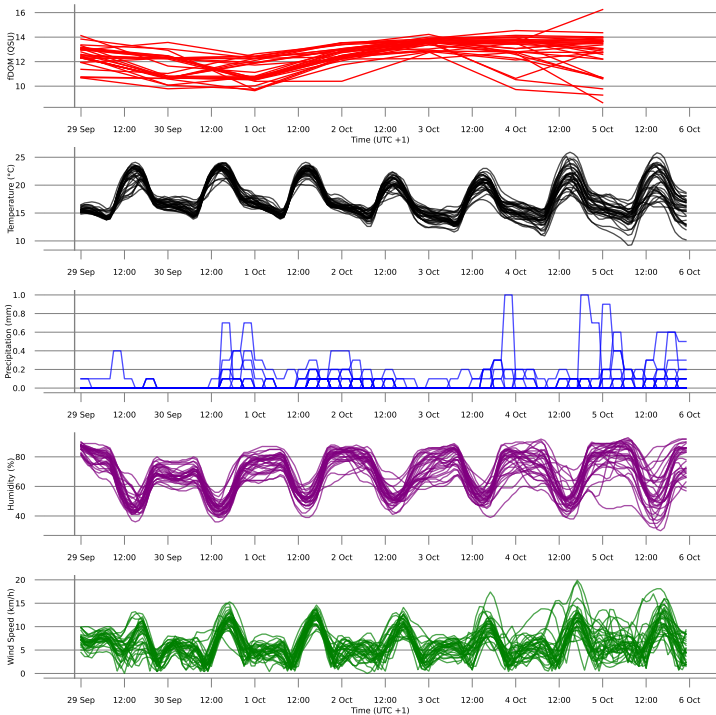 fDOM (QSU)
16
14
12
10
29 Sep 12:00 30 Sep 12:00 1 Oct 12:00 2 Oct 12:00 3 Oct 12:00 4 Oct 12:00 5 Oct 12:00 6 Oct
Time (UTC +1)
Temperature (°C)
25
20
15
10
29 Sep 12:00 30 Sep 12:00 1 Oct 12:00 2 Oct 12:00 3 Oct 12:00 4 Oct 12:00 5 Oct 12:00 6 Oct
Precipitation (mm)
1.0
0.8
0.6
0.4
0.2
0.0
29 Sep 12:00 30 Sep 12:00 1 Oct 12:00 2 Oct 12:00 3 Oct 12:00 4 Oct 12:00 5 Oct 12:00 6 Oct
Humidity (%)
80
60
40
29 Sep 12:00 30 Sep 12:00 1 Oct 12:00 2 Oct 12:00 3 Oct 12:00 4 Oct 12:00 5 Oct 12:00 6 Oct
Wind Speed (km/h)
20
15
10
5
0
29 Sep 12:00 30 Sep 12:00 1 Oct 12:00 2 Oct 12:00 3 Oct 12:00 4 Oct 12:00 5 Oct 12:00 6 Oct
Time (UTC +1)